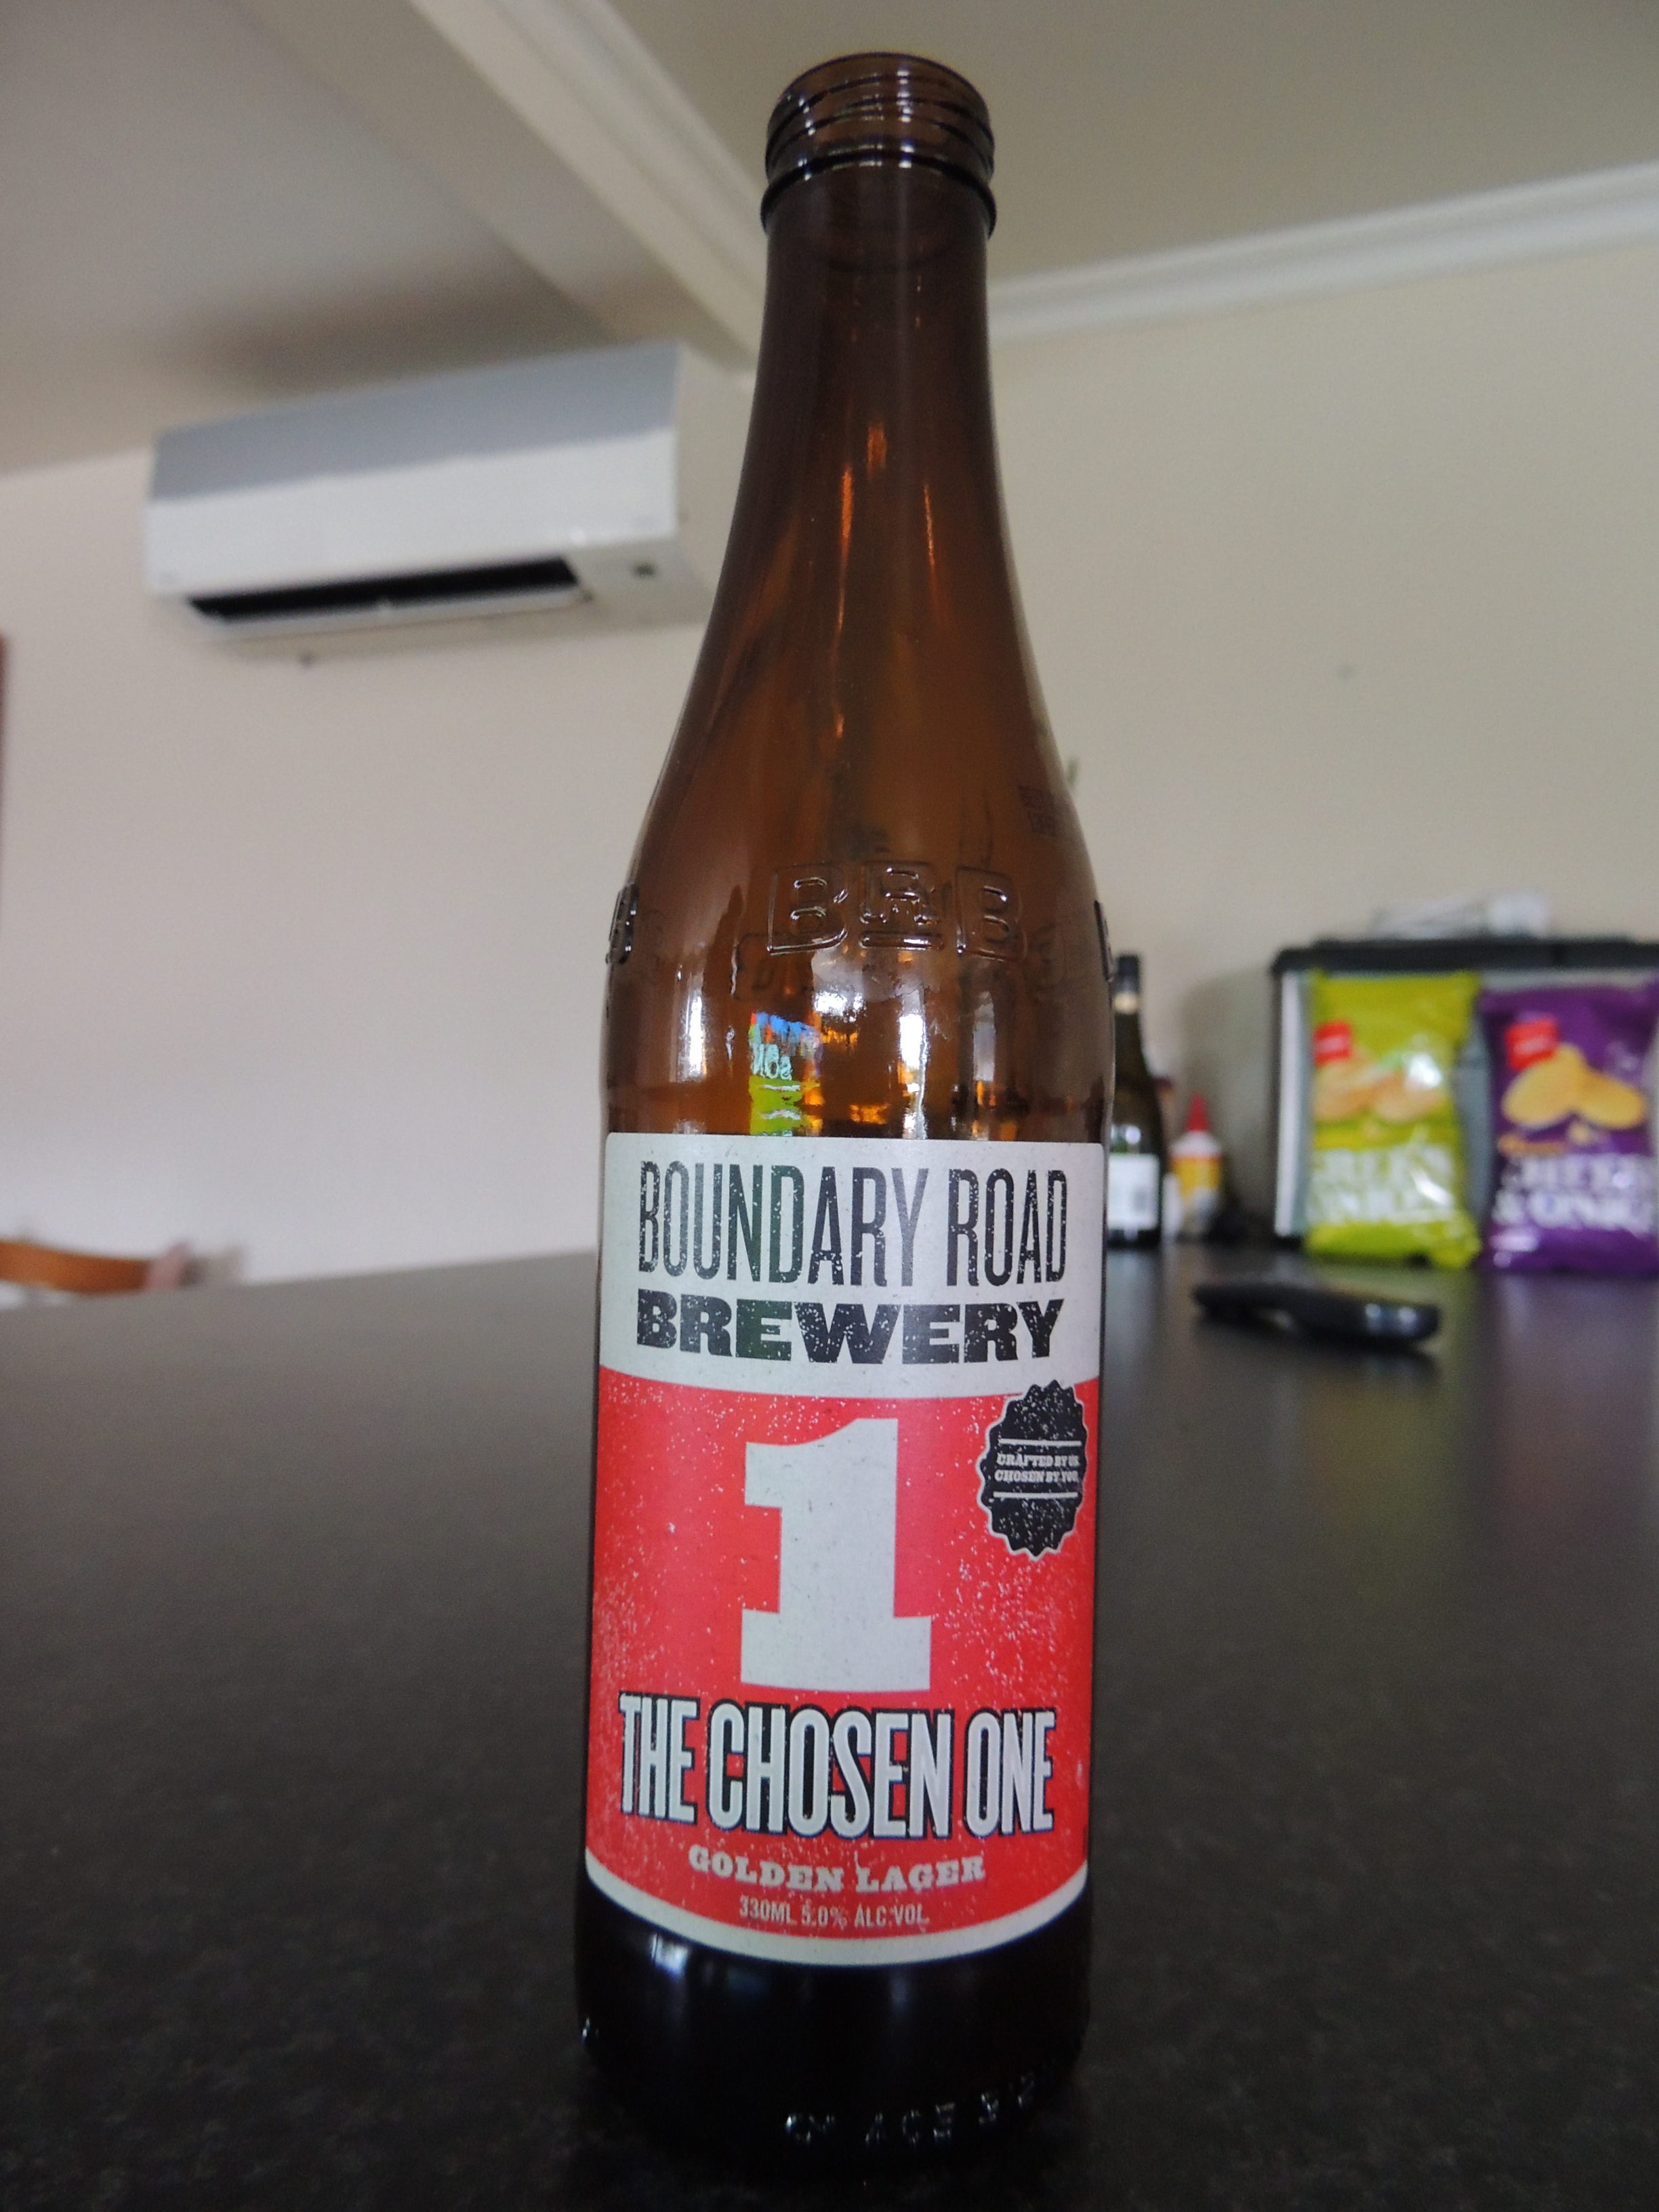 BRB
BOUNDARY ROAD
BREWERY
CRAFTED BY US.
CHOSEN BY YOU.
1
THE CHOSEN ONE
GOLDEN LAGER
330ML 5.0% ALC.VOL.